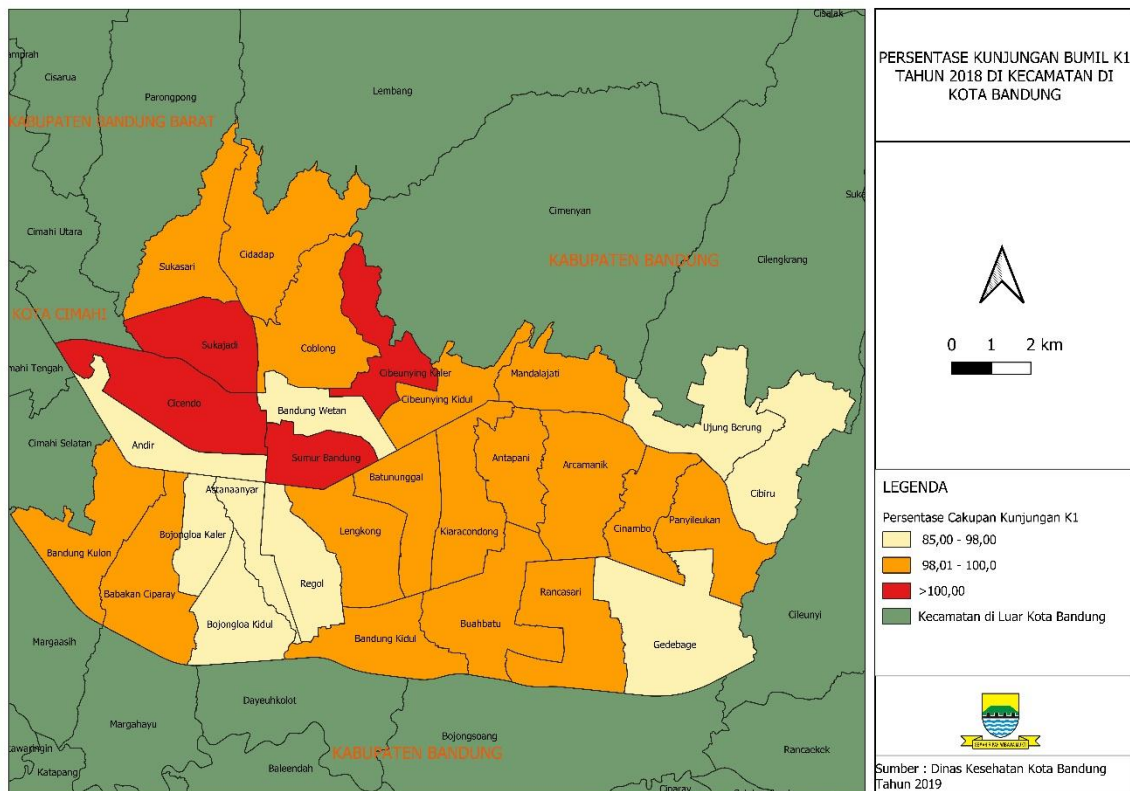 PERSENTASE KUNJUNGAN BUMIL K1
TAHUN 2018 DI KECAMATAN DI
KOTA BANDUNG
0 1 2 km
LEGENDA
Persentase Cakupan Kunjungan K1
85,00 - 98,00
98,01 - 100,0
>100,00
Kecamatan di Luar Kota Bandung
Sumber : Dinas Kesehatan Kota Bandung
Tahun 2019
Cisalak
Cisarua
Parongpong
Lembang
KABUPATEN BANDUNG BARAT
Cimenyan
Cimahi Utara
Cidadap
Sukasari
KABUPATEN BANDUNG
Cilengkrang
KOTA CIMAHI
Sukajadi
Coblong
Cibeunying Kaler
Mandalajati
Cicendo
Cibeunying Kidul
Bandung Wetan
Ujung Berung
Andir
Cimahi Selatan
Sumur Bandung
Antapani
Arcamanik
Batununggal
Cibiru
Astanaanyar
Panyileukan
Cinambo
Lengkong
Kiaracondong
Bojongloa Kaler
Bandung Kulon
Regol
Babakan Ciparay
Rancasari
Cileunyi
Buahbatu
Bojongloa Kidul
Bandung Kidul
Margaasih
Gedebage
Dayeuhkolot
Margahayu
Bojongsoang
KABUPATEN BANDUNG
Rancaekek
Baleendah
Katapang
Ciparay